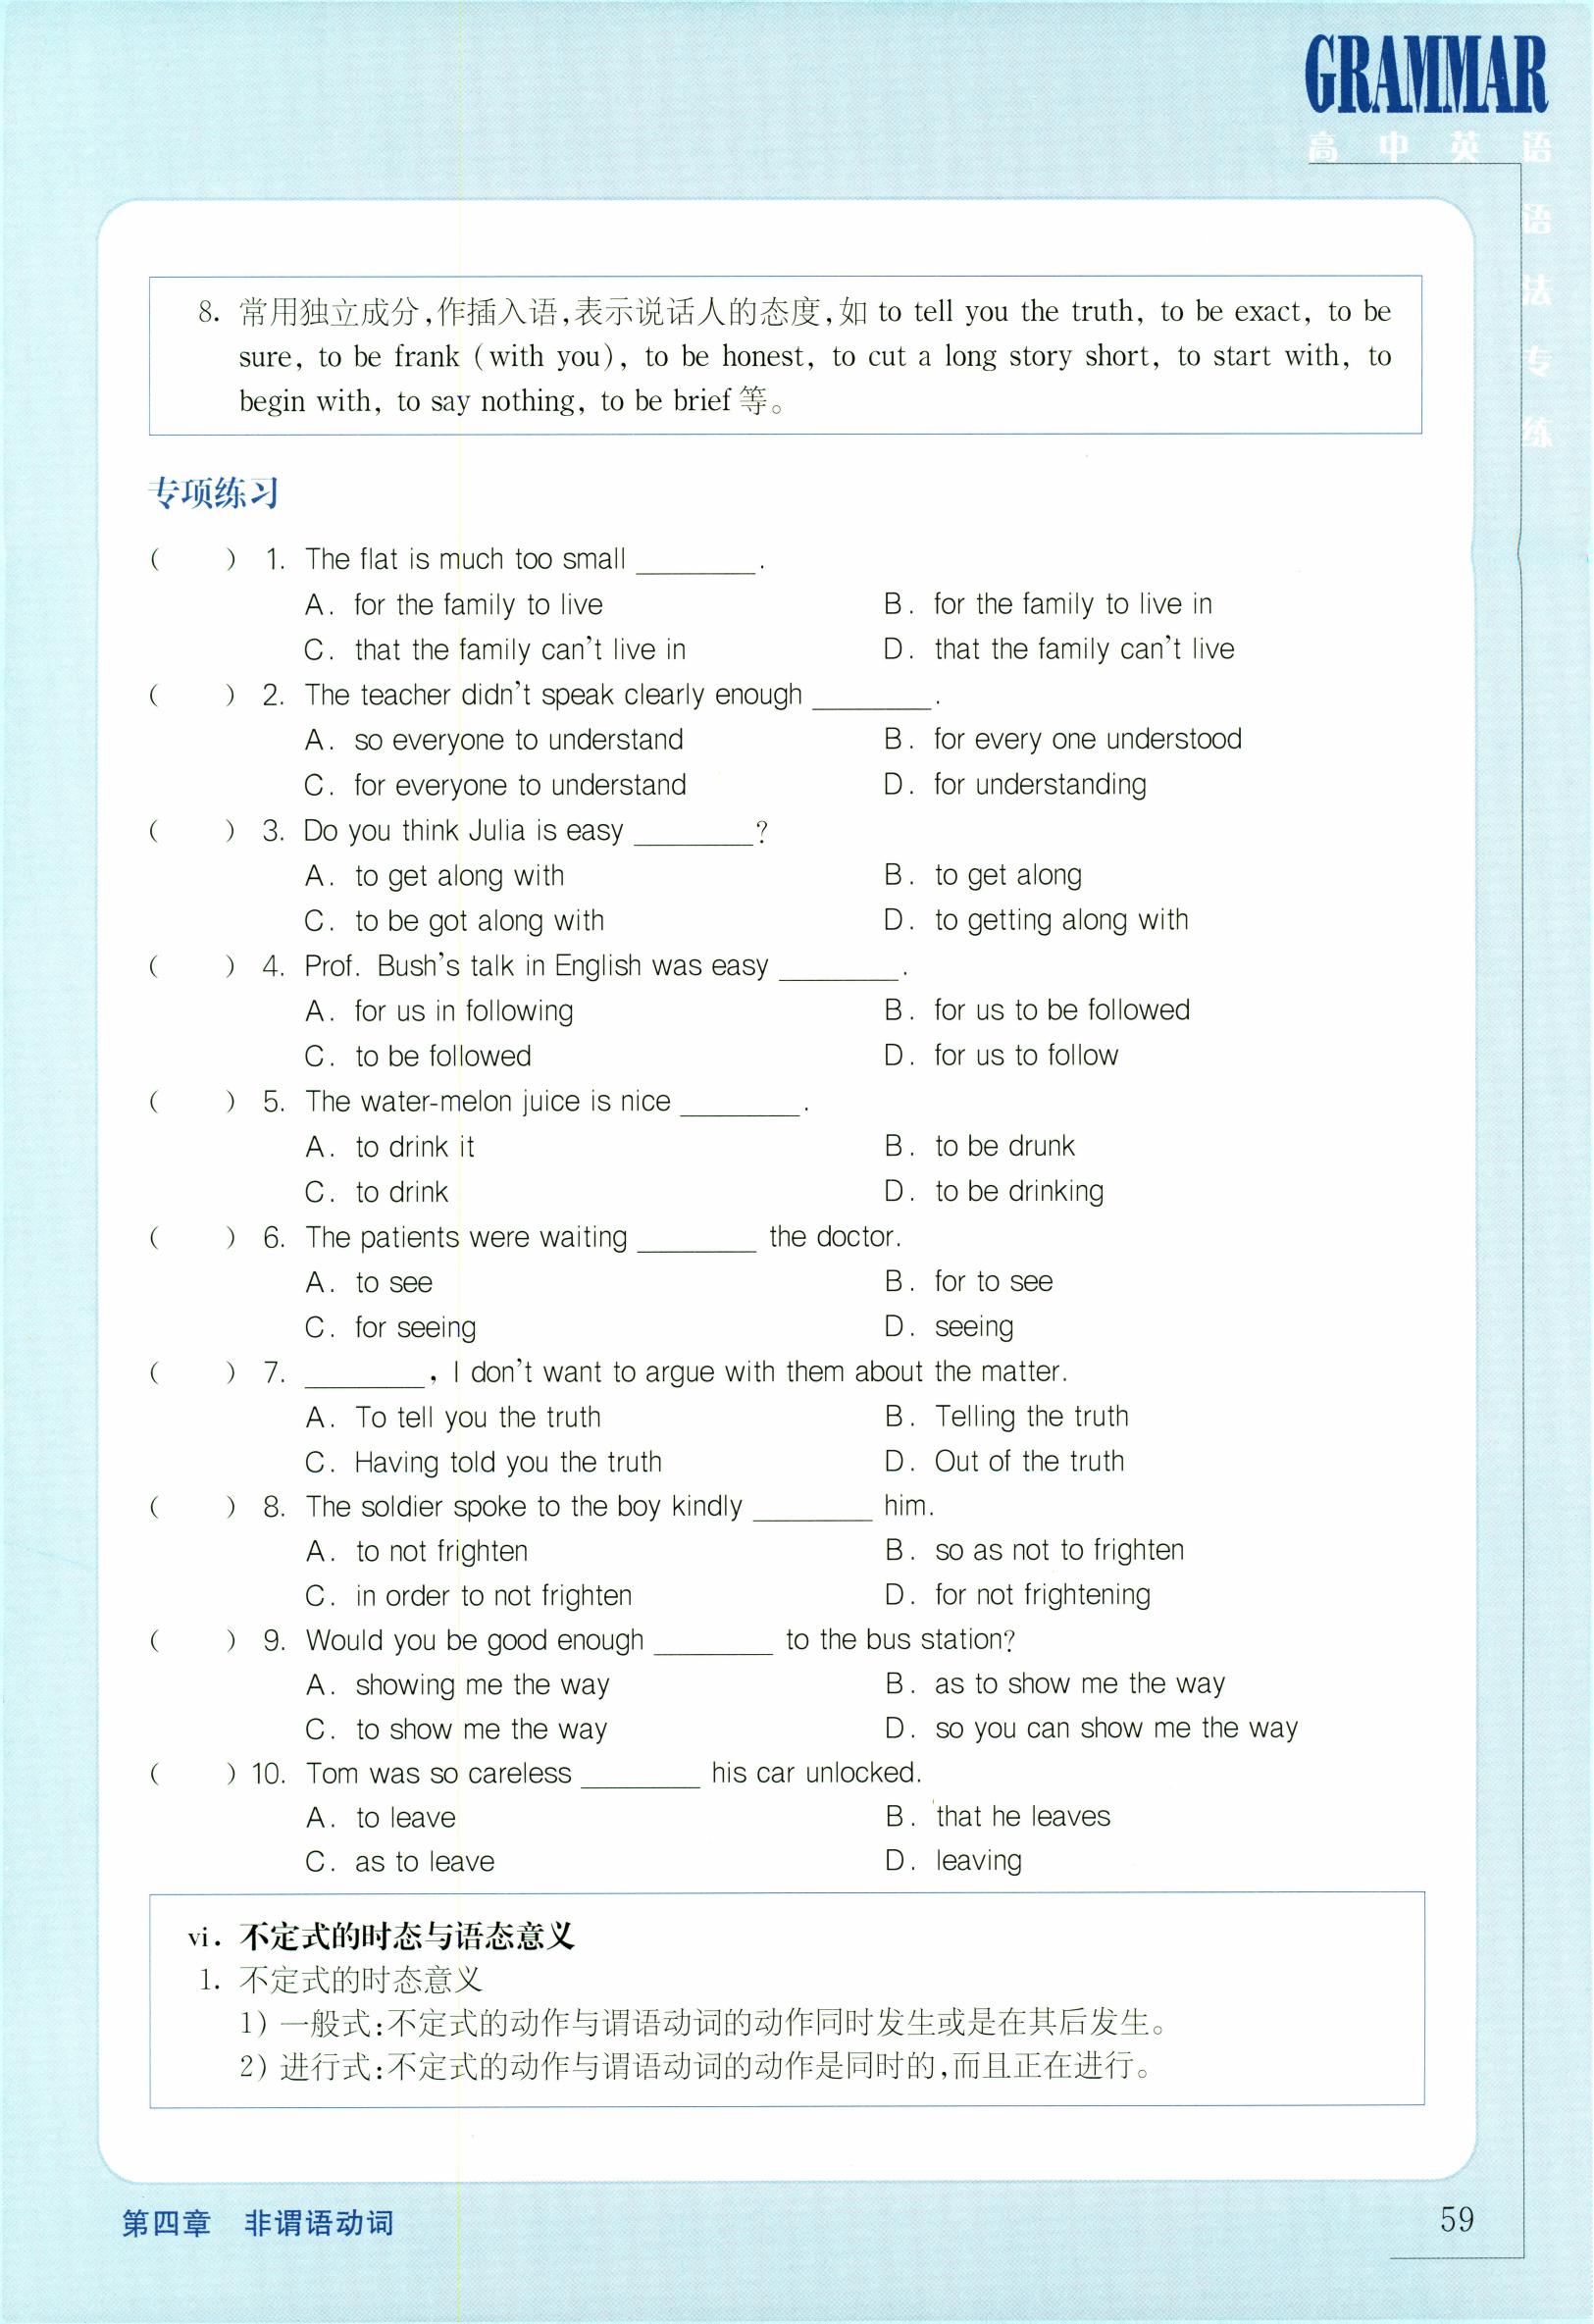 GRAMMAR
高中英语
语法专练
8. 常用独立成分,作插入语,表示说话人的态度,如 to tell you the truth, to be exact, to be
sure, to be frank (with you), to be honest, to cut a long story short, to start with, to
begin with, to say nothing, to be brief 等。
专项练习
( ) 1. The flat is much too small ________.
A. for the family to live B. for the family to live in
C. that the family can't live in D. that the family can't live
( ) 2. The teacher didn't speak clearly enough ________.
A. so everyone to understand B. for every one understood
C. for everyone to understand D. for understanding
( ) 3. Do you think Julia is easy ________?
A. to get along with B. to get along
C. to be got along with D. to getting along with
( ) 4. Prof. Bush's talk in English was easy ________.
A. for us in following B. for us to be followed
C. to be followed D. for us to follow
( ) 5. The water-melon juice is nice ________.
A. to drink it B. to be drunk
C. to drink D. to be drinking
( ) 6. The patients were waiting ________ the doctor.
A. to see B. for to see
C. for seeing D. seeing
( ) 7. ________, I don't want to argue with them about the matter.
A. To tell you the truth B. Telling the truth
C. Having told you the truth D. Out of the truth
( ) 8. The soldier spoke to the boy kindly ________ him.
A. to not frighten B. so as not to frighten
C. in order to not frighten D. for not frightening
( ) 9. Would you be good enough ________ to the bus station?
A. showing me the way B. as to show me the way
C. to show me the way D. so you can show me the way
( ) 10. Tom was so careless ________ his car unlocked.
A. to leave B. that he leaves
C. as to leave D. leaving
vi. 不定式的时态与语态意义
1. 不定式的时态意义
1) 一般式:不定式的动作与谓语动词的动作同时发生或是在其后发生。
2) 进行式:不定式的动作与谓语动词的动作是同时的,而且正在进行。
第四章 非谓语动词
59